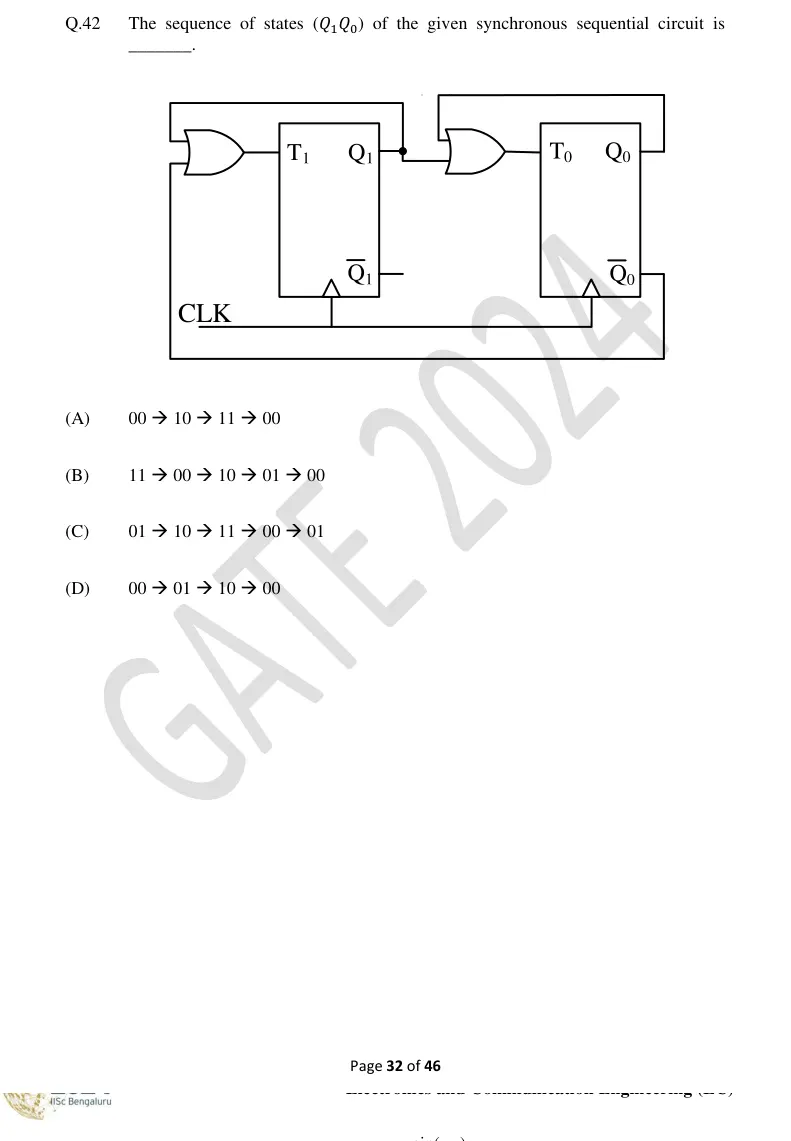 Q.42 The sequence of states (𝑄₁𝑄₀) of the given synchronous sequential circuit is
_______.
T₁ Q₁ T₀ Q₀
Q̅₁ Q̅₀
CLK
(A) 00 → 10 → 11 → 00
(B) 11 → 00 → 10 → 01 → 00
(C) 01 → 10 → 11 → 00 → 01
(D) 00 → 01 → 10 → 00
GATE 2024
Page 32 of 46
IISc Bengaluru